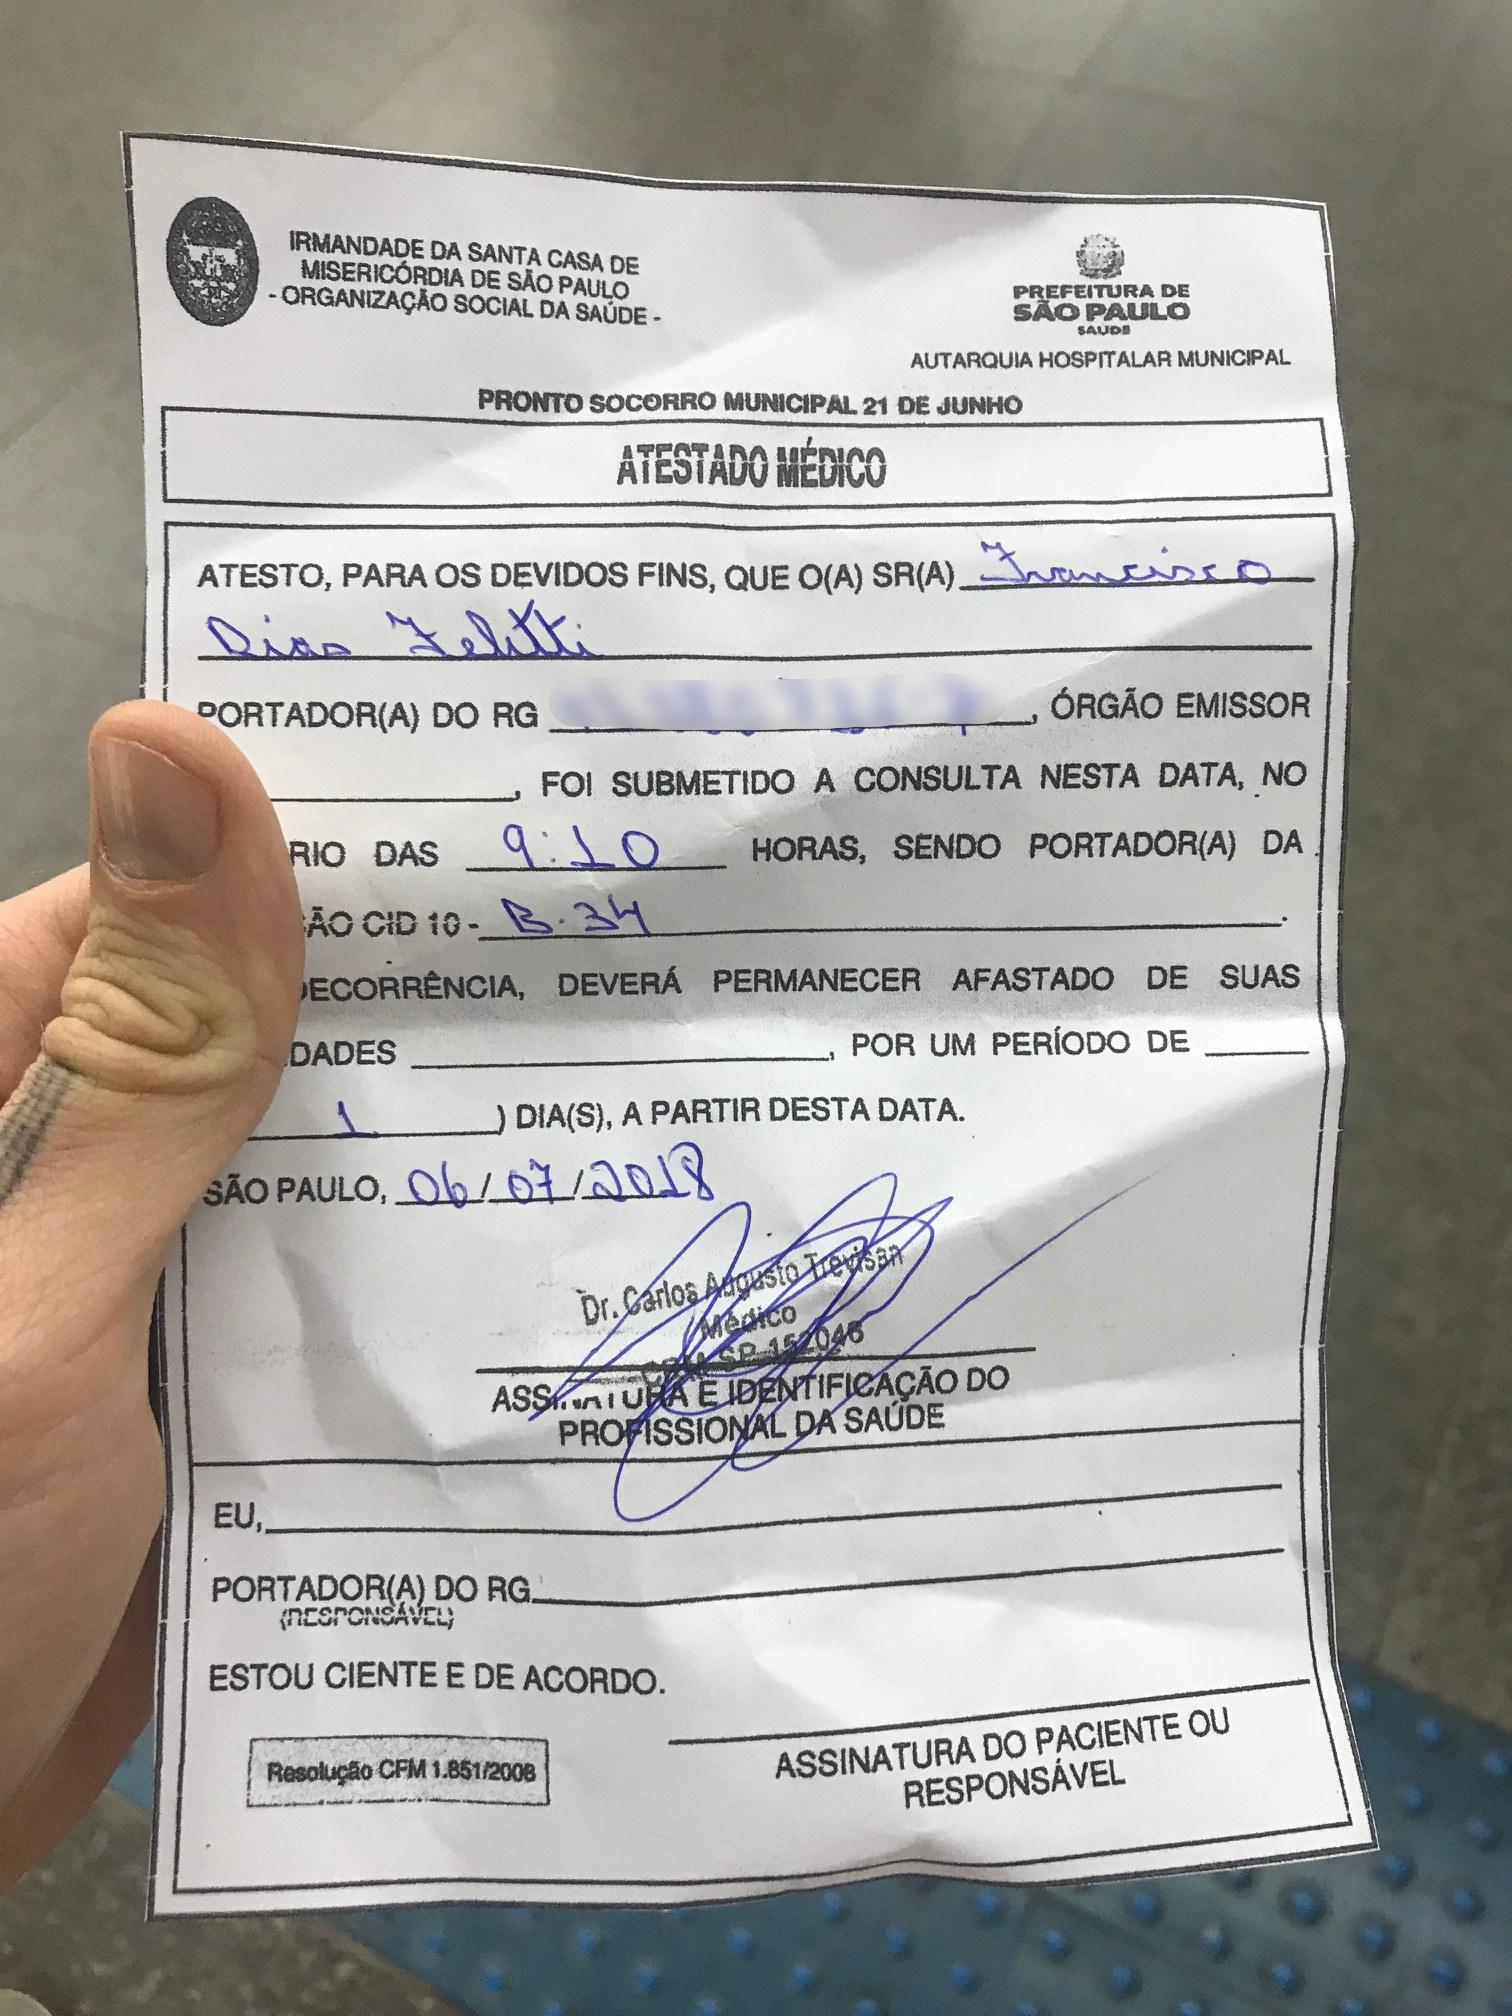 IRMANDADE DA SANTA CASA DE
MISERICÓRDIA DE SÃO PAULO
- ORGANIZAÇÃO SOCIAL DA SAÚDE -
PREFEITURA DE
SÃO PAULO
SAUDE
AUTARQUIA HOSPITALAR MUNICIPAL
PRONTO SOCORRO MUNICIPAL 21 DE JUNHO
ATESTADO MÉDICO
ATESTO, PARA OS DEVIDOS FINS, QUE O(A) SR(A) Francisco
Dias Felitti
PORTADOR(A) DO RG , ÓRGÃO EMISSOR
, FOI SUBMETIDO A CONSULTA NESTA DATA, NO
RIO DAS 9:10 HORAS, SENDO PORTADOR(A) DA
ÃO CID 10 - B.34.
DECORRÊNCIA, DEVERÁ PERMANECER AFASTADO DE SUAS
DADES , POR UM PERÍODO DE
1 ) DIA(S), A PARTIR DESTA DATA.
SÃO PAULO, 06/07/2018
Dr. Carlos Augusto Trevisan
Médico
CRM SP 152046
ASSINATURA E IDENTIFICAÇÃO DO
PROFISSIONAL DA SAÚDE
EU,
PORTADOR(A) DO RG
(RESPONSÁVEL)
ESTOU CIENTE E DE ACORDO.
Resolução CFM 1.851/2008
ASSINATURA DO PACIENTE OU
RESPONSÁVEL